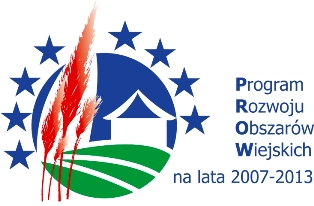 Program
Rozwoju
Obszarów
Wiejskich
na lata 2007-2013